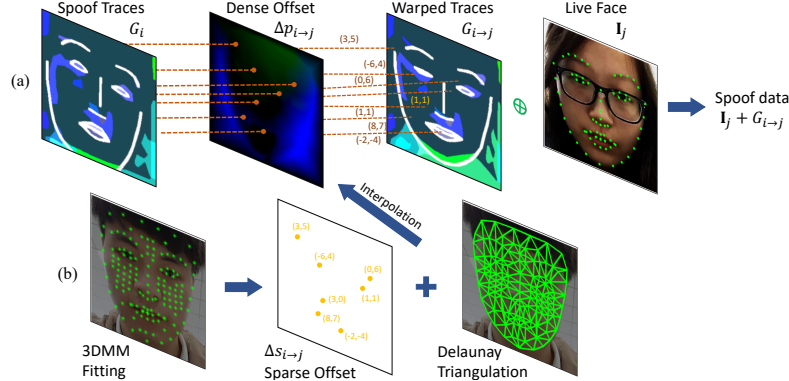 Spoof Traces
G_i
Dense Offset
Δp_{i→j}
Warped Traces
G_{i→j}
Live Face
I_j
(a)
(3,5)
(-6,4)
(0,6)
(1,1)
(1,1)
(8,7)
(-2,-4)
⊕
Spoof data
I_j + G_{i→j}
Interpolation
(b)
(3,5)
(-6,4)
(0,6)
(1,1)
(3,0)
(8,7)
(-2,-4)
+
3DMM
Fitting
Δs_{i→j}
Sparse Offset
Delaunay
Triangulation